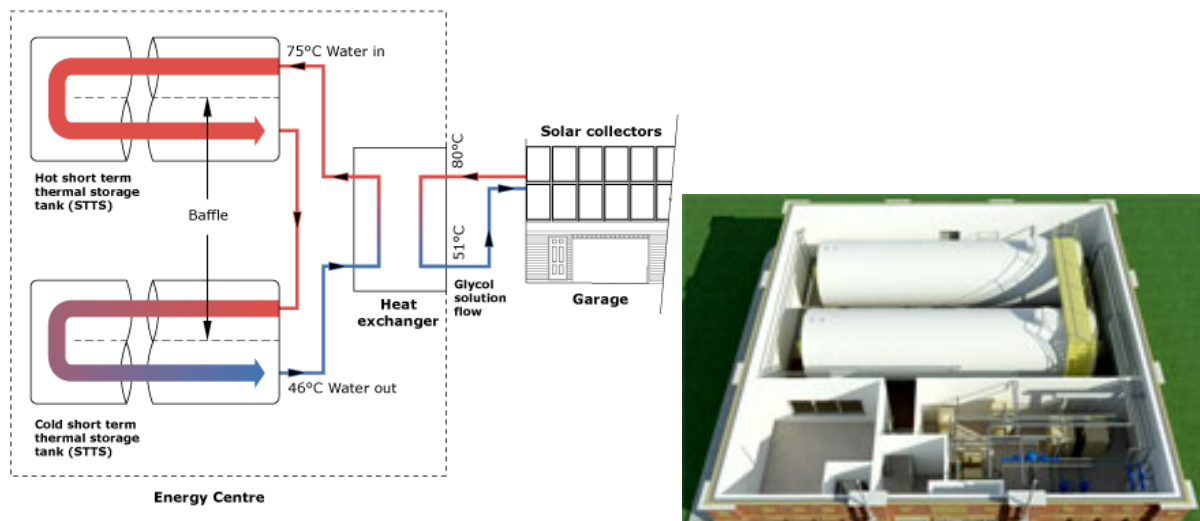 75°C Water in
Hot short term
thermal storage
tank (STTS)
Baffle
80°C
51°C
Solar collectors
Glycol
solution
flow
Garage
Heat
exchanger
46°C Water out
Cold short term
thermal storage
tank (STTS)
Energy Centre